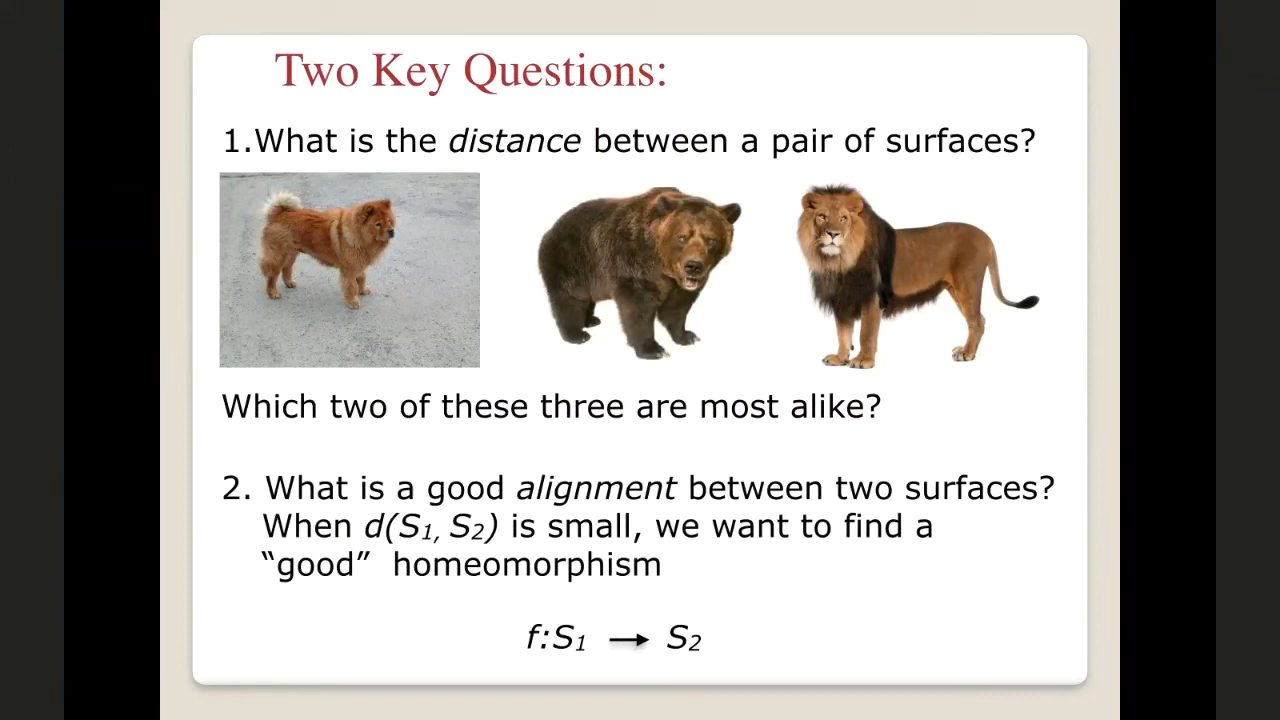 Two Key Questions:
1.What is the distance between a pair of surfaces?
Which two of these three are most alike?
2. What is a good alignment between two surfaces?
When d(S₁, S₂) is small, we want to find a
“good” homeomorphism
f:S₁ → S₂